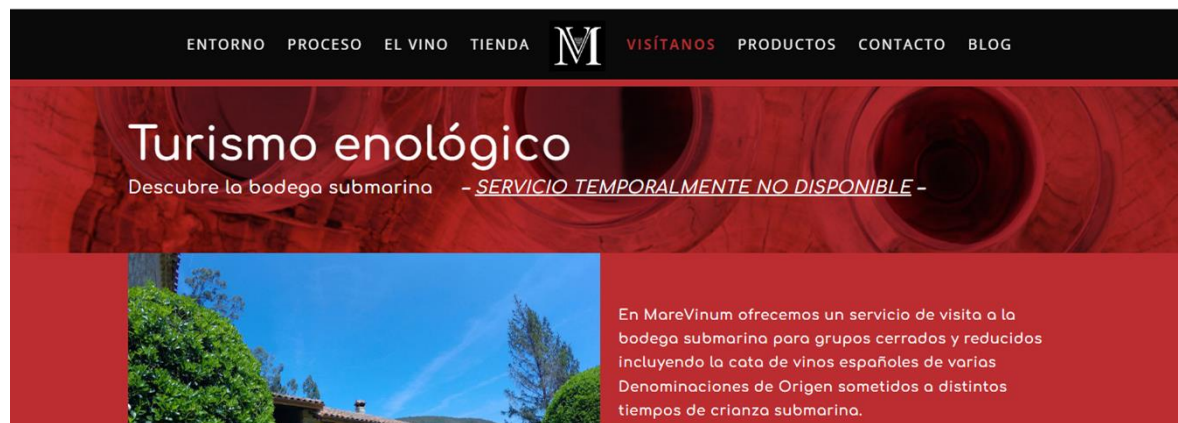 ENTORNO PROCESO EL VINO TIENDA M VISÍTANOS PRODUCTOS CONTACTO BLOG
Turismo enológico
Descubre la bodega submarina – SERVICIO TEMPORALMENTE NO DISPONIBLE –
En MareVinum ofrecemos un servicio de visita a la
bodega submarina para grupos cerrados y reducidos
incluyendo la cata de vinos españoles de varias
Denominaciones de Origen sometidos a distintos
tiempos de crianza submarina.